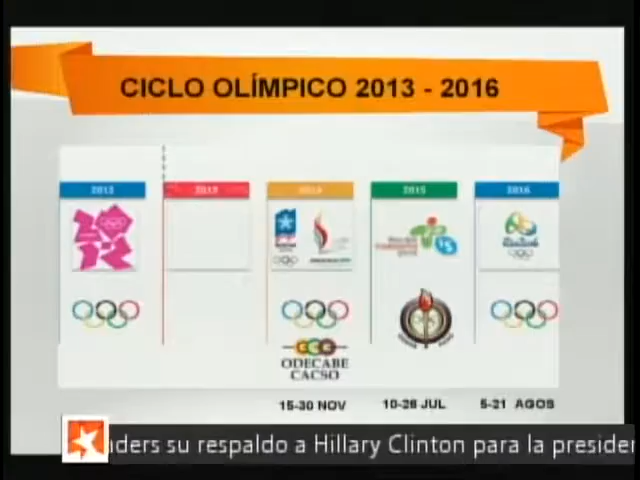 CICLO OLÍMPICO 2013 - 2016
2012
2014
2015
2016
ODECABE
CACSO
15-30 NOV
10-26 JUL
5-21 AGOS
nders su respaldo a Hillary Clinton para la presiden